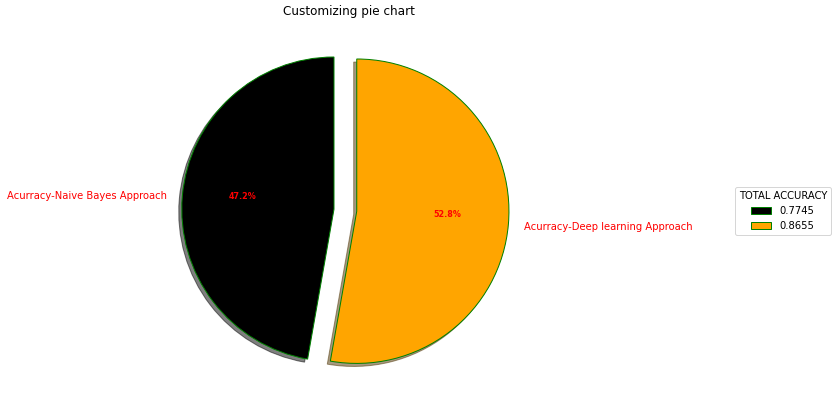 Customizing pie chart
Acurracy-Naive Bayes Approach
47.2%
52.8%
Acurracy-Deep learning Approach
TOTAL ACCURACY
0.7745
0.8655